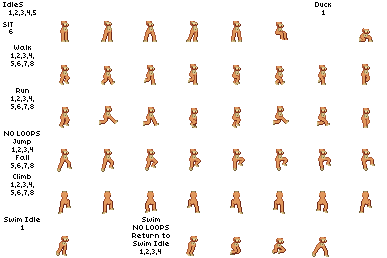 IdleS
1,2,3,4,5
Duck
1
SIT
6
Walk
1,2,3,4,
5,6,7,8
Run
1,2,3,4,
5,6,7,8
NO LOOPS
Jump
1,2,3,4
Fall
5,6,7,8
Climb
1,2,3,4,
5,6,7,8
Swim Idle
1
Swim
NO LOOPS
Return to
Swim Idle
1,2,3,4